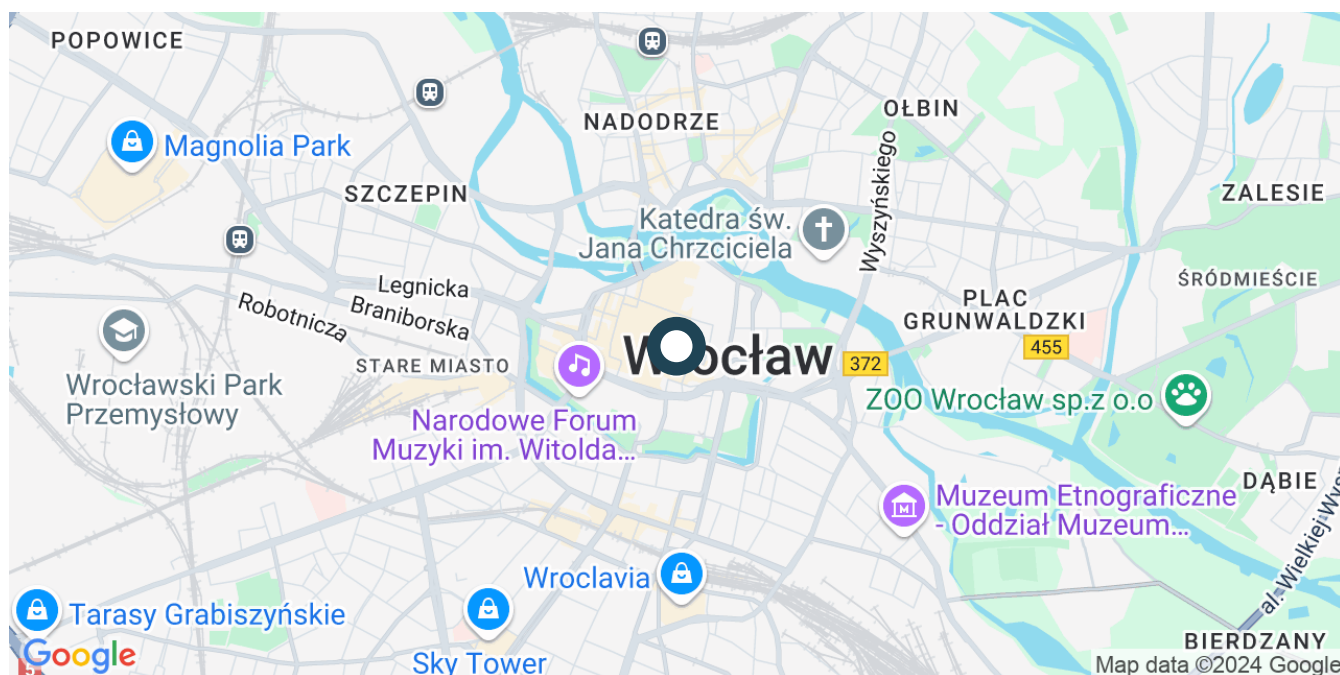 POPOWICE
OŁBIN
NADODRZE
Magnolia Park
SZCZEPIN
ZALESIE
Wyszyńskiego
Katedra św.
Jana Chrzciciela
ŚRÓDMIEŚCIE
Legnicka
Braniborska
Robotnicza
PLAC
GRUNWALDZKI
455
372
Wrocław
STARE MIASTO
Wrocławski Park
Przemysłowy
ZOO Wrocław sp.z o.o
Narodowe Forum
Muzyki im. Witolda...
DĄBIE
Muzeum Etnograficzne
- Oddział Muzeum...
Wroclavia
Tarasy Grabiszyńskie
Sky Tower
BIERDZANY
Google
Map data ©2024 Google